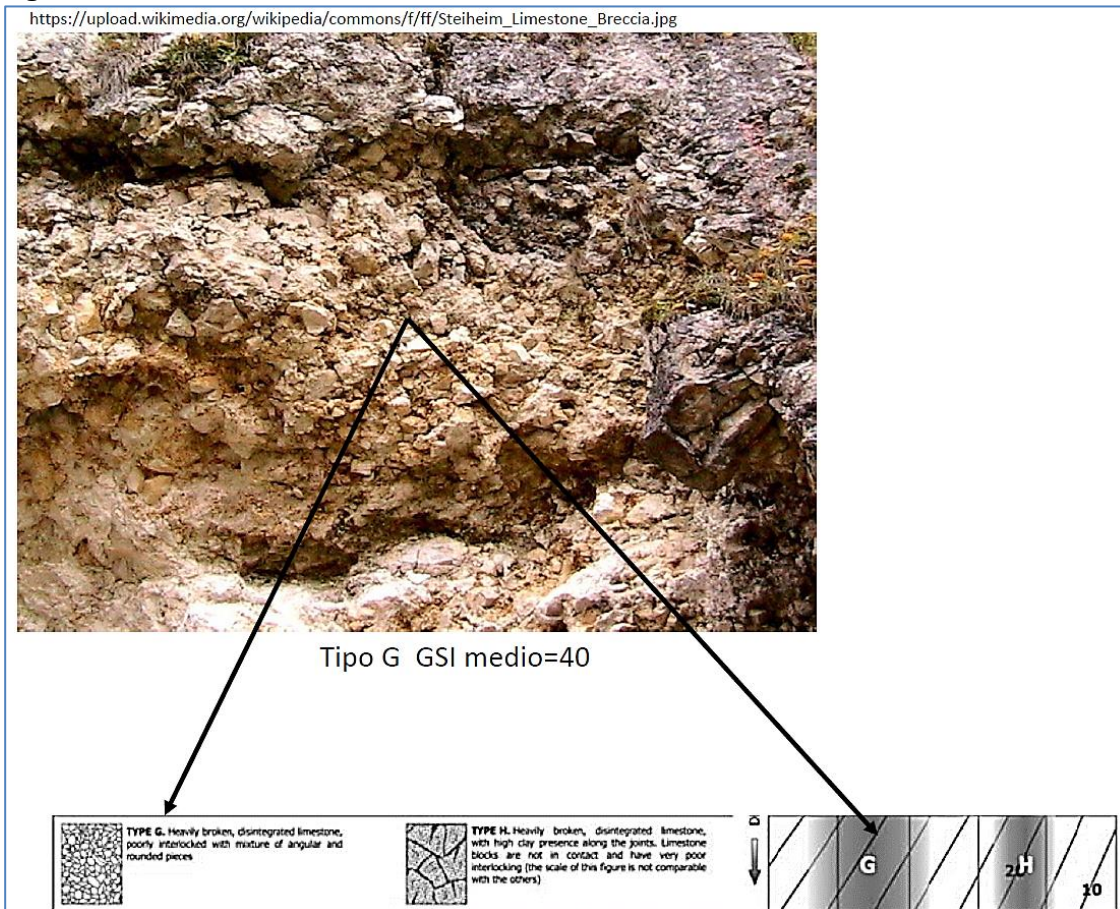 https://upload.wikimedia.org/wikipedia/commons/f/ff/Steiheim_Limestone_Breccia.jpg
Tipo G GSI medio=40
TYPE G. Heavily broken, disintegrated limestone,
poorly interlocked with mixture of angular and
rounded pieces
TYPE H. Heavily broken, disintegrated limestone,
with high clay presence along the joints. Limestone
blocks are not in contact and have very poor
interlocking (the scale of this figure is not comparable
with the others)
G
H
20
10